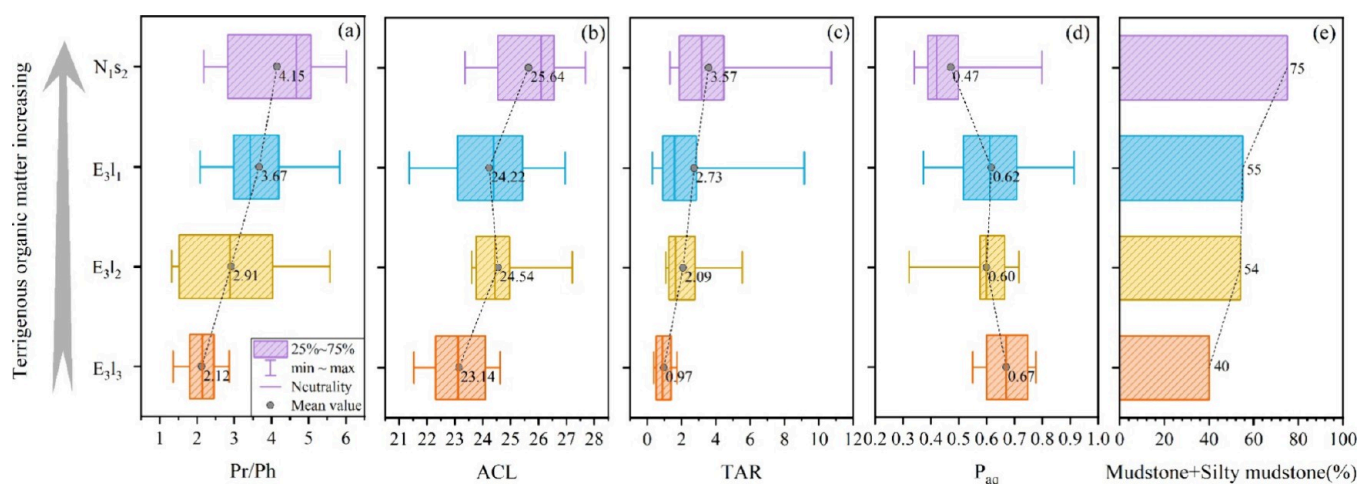 Terrigenous organic matter increasing
N₁s₂
E₃l₁
E₃l₂
E₃l₃
(a)
4.15
3.67
2.91
2.12
25%~75%
min ~ max
Neutrality
Mean value
1 2 3 4 5 6
Pr/Ph
(b)
25.64
24.22
24.54
23.14
21 22 23 24 25 26 27 28
ACL
(c)
3.57
2.73
2.09
0.97
0 2 4 6 8 10 12
TAR
(d)
0.47
0.62
0.60
0.67
0.2 0.3 0.4 0.5 0.6 0.7 0.8 0.9 1.0
Paq
(e)
75
55
54
40
0 20 40 60 80 100
Mudstone+Silty mudstone(%)